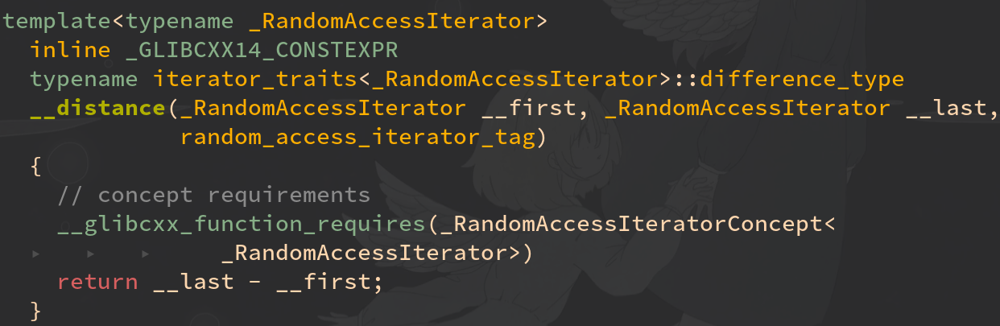 template<typename _RandomAccessIterator>
  inline _GLIBCXX14_CONSTEXPR
  typename iterator_traits<_RandomAccessIterator>::difference_type
  __distance(_RandomAccessIterator __first, _RandomAccessIterator __last,
             random_access_iterator_tag)
  {
    // concept requirements
    __glibcxx_function_requires(_RandomAccessIteratorConcept<
                _RandomAccessIterator>)
    return __last - __first;
  }